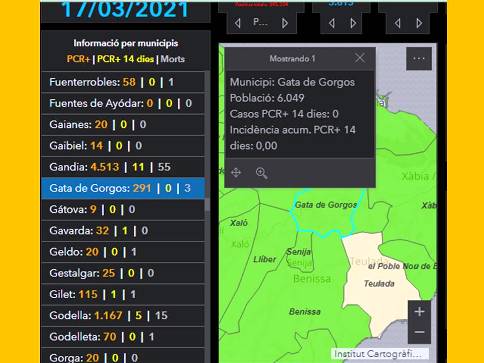 17/03/2021
Informació per municipis
PCR+ | PCR+ 14 dies | Morts
Fuenterrobles: 58 | 0 | 1
Fuentes de Ayódar: 0 | 0 | 0
Gaianes: 20 | 0 | 0
Gaibiel: 14 | 0 | 0
Gandia: 4.513 | 11 | 55
Gata de Gorgos: 291 | 0 | 3
Gátova: 9 | 0 | 0
Gavarda: 32 | 1 | 0
Geldo: 20 | 0 | 1
Gestalgar: 25 | 0 | 0
Gilet: 115 | 1 | 1
Godella: 1.167 | 5 | 15
Godelleta: 70 | 0 | 1
Gorga: 20 | 0 | 0
P...
Mostrando 1
Municipi: Gata de Gorgos
Població: 6.049
Casos PCR+ 14 dies: 0
Incidència acum. PCR+ 14
dies: 0,00
Xàbia /
Gata de Gorgos
Xàb
Xaló
Xaló
Senija
Senija
Llíber
Teulada
el Poble Nou de B
Benissa
Teulada
Benissa
Institut Cartogràfi...